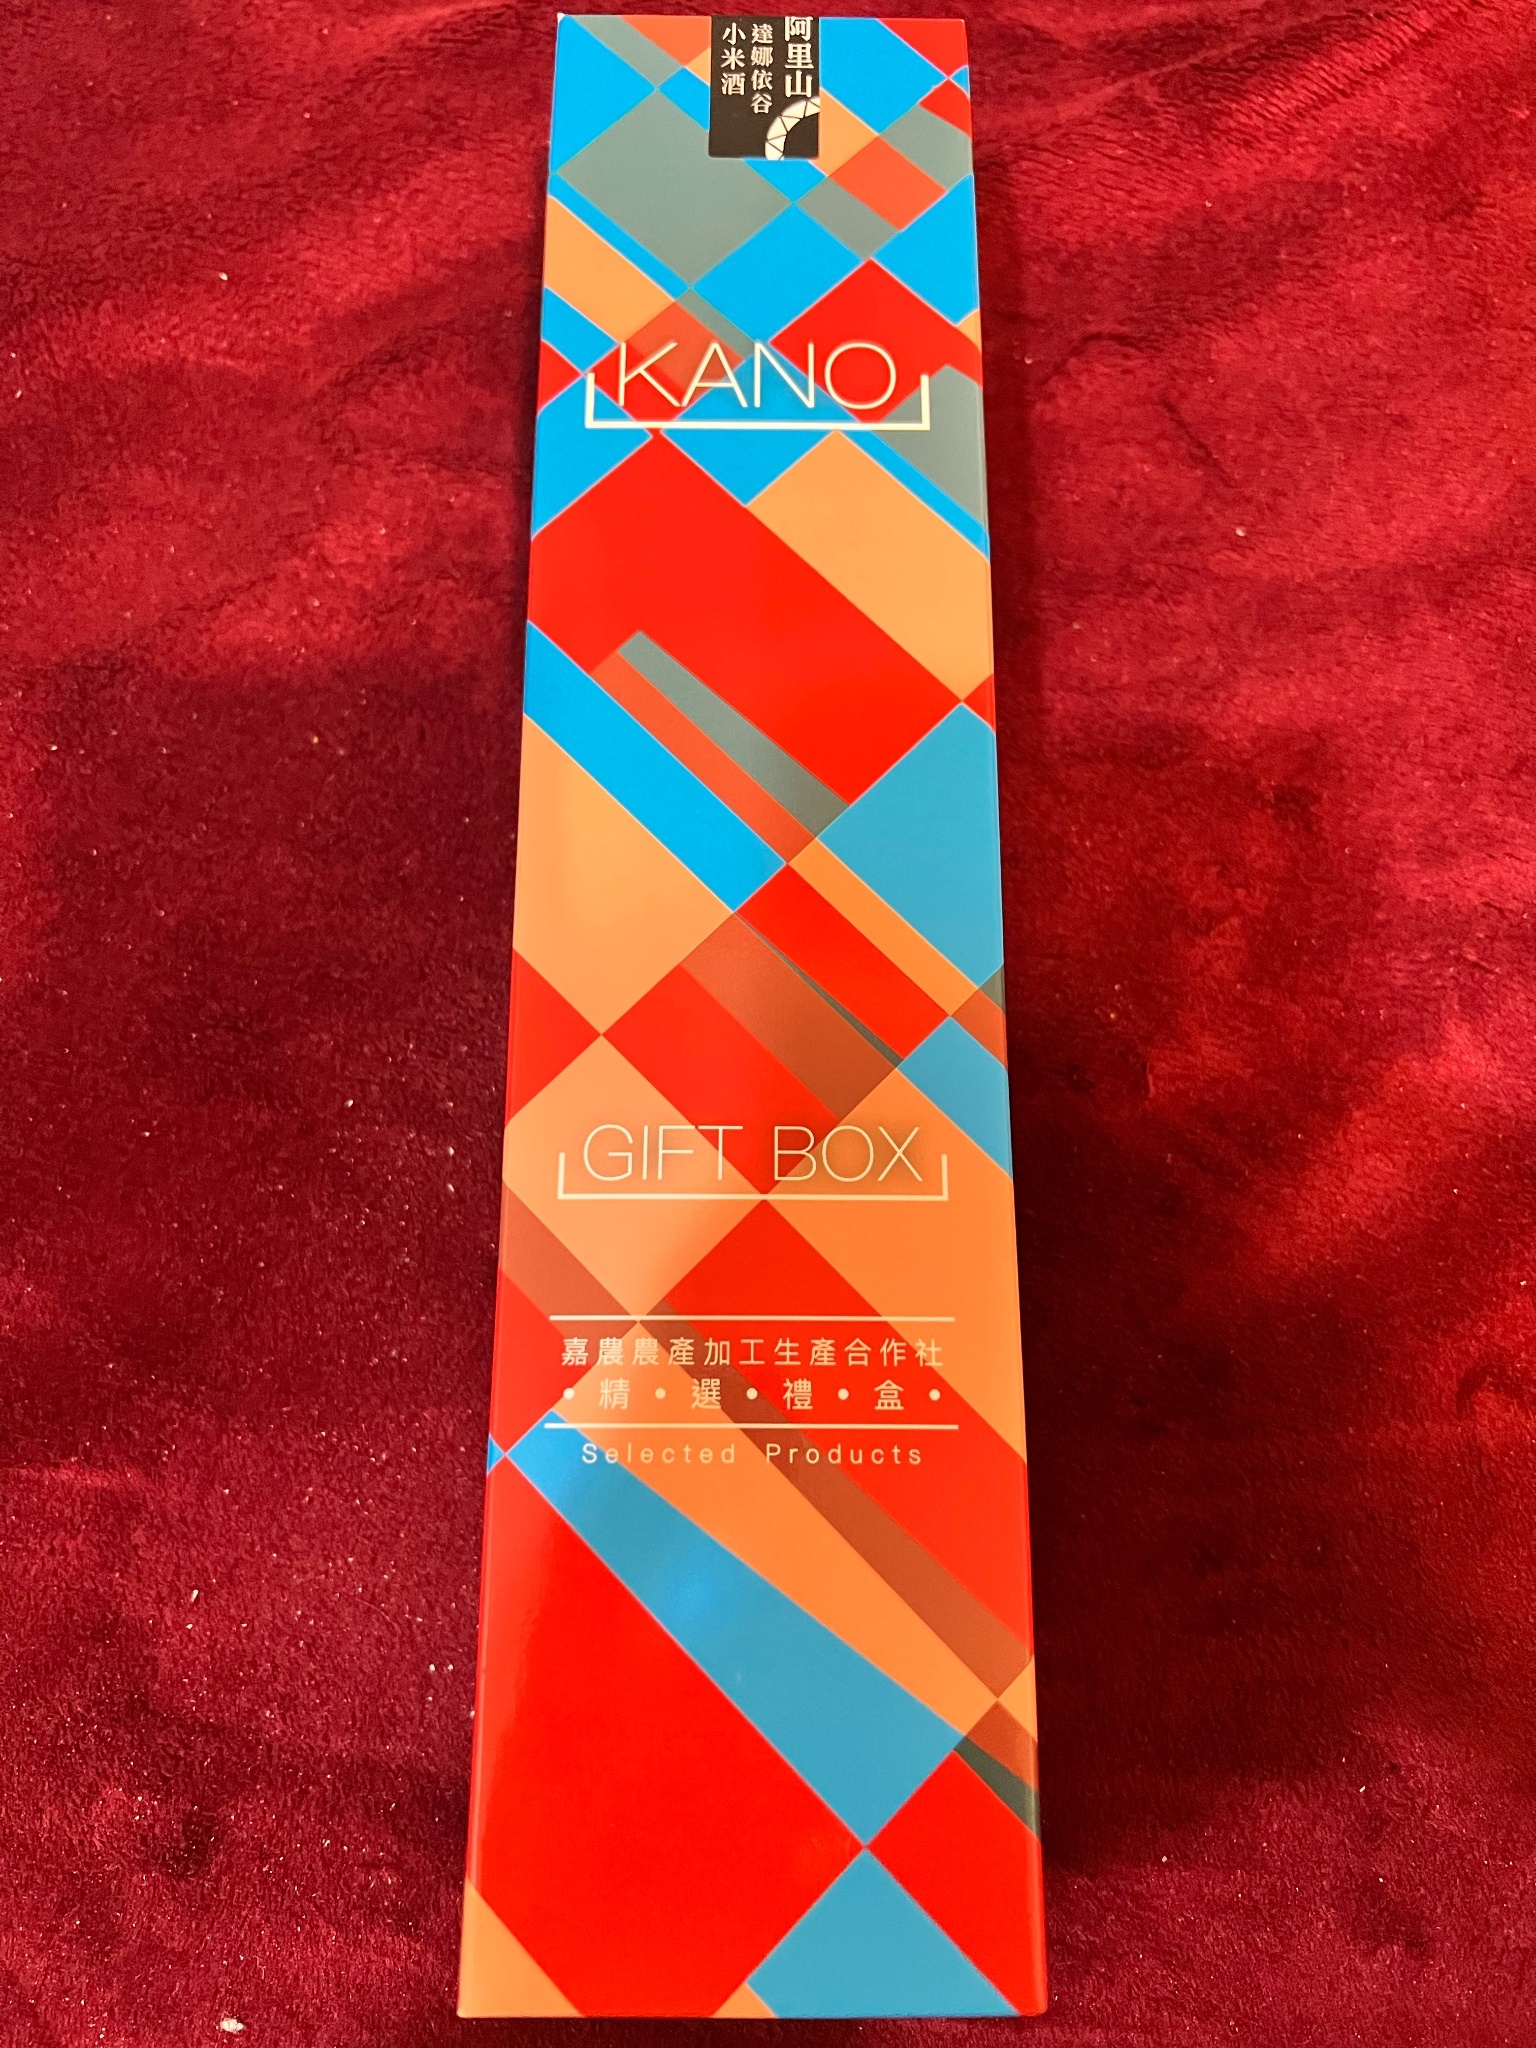 阿里山
達娜依谷
小米酒
KANO
GIFT BOX
嘉農農產加工生產合作社
•精•選•禮•盒•
Selected Products